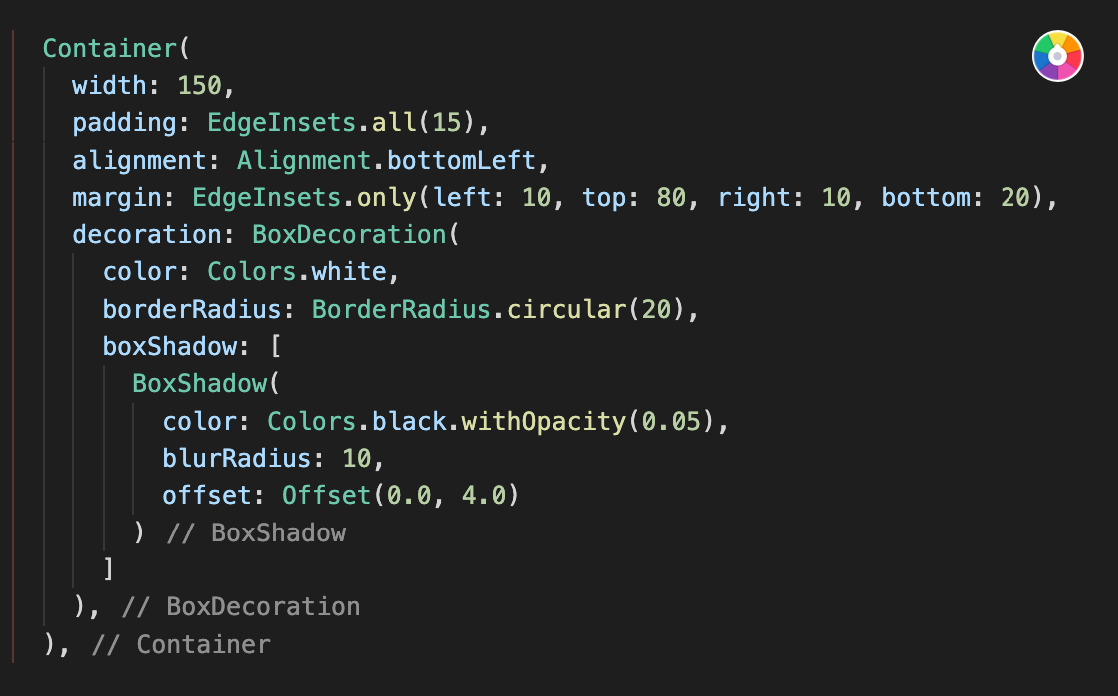 Container(
  width: 150,
  padding: EdgeInsets.all(15),
  alignment: Alignment.bottomLeft,
  margin: EdgeInsets.only(left: 10, top: 80, right: 10, bottom: 20),
  decoration: BoxDecoration(
    color: Colors.white,
    borderRadius: BorderRadius.circular(20),
    boxShadow: [
      BoxShadow(
        color: Colors.black.withOpacity(0.05),
        blurRadius: 10,
        offset: Offset(0.0, 4.0)
      ) // BoxShadow
    ]
  ), // BoxDecoration
), // Container